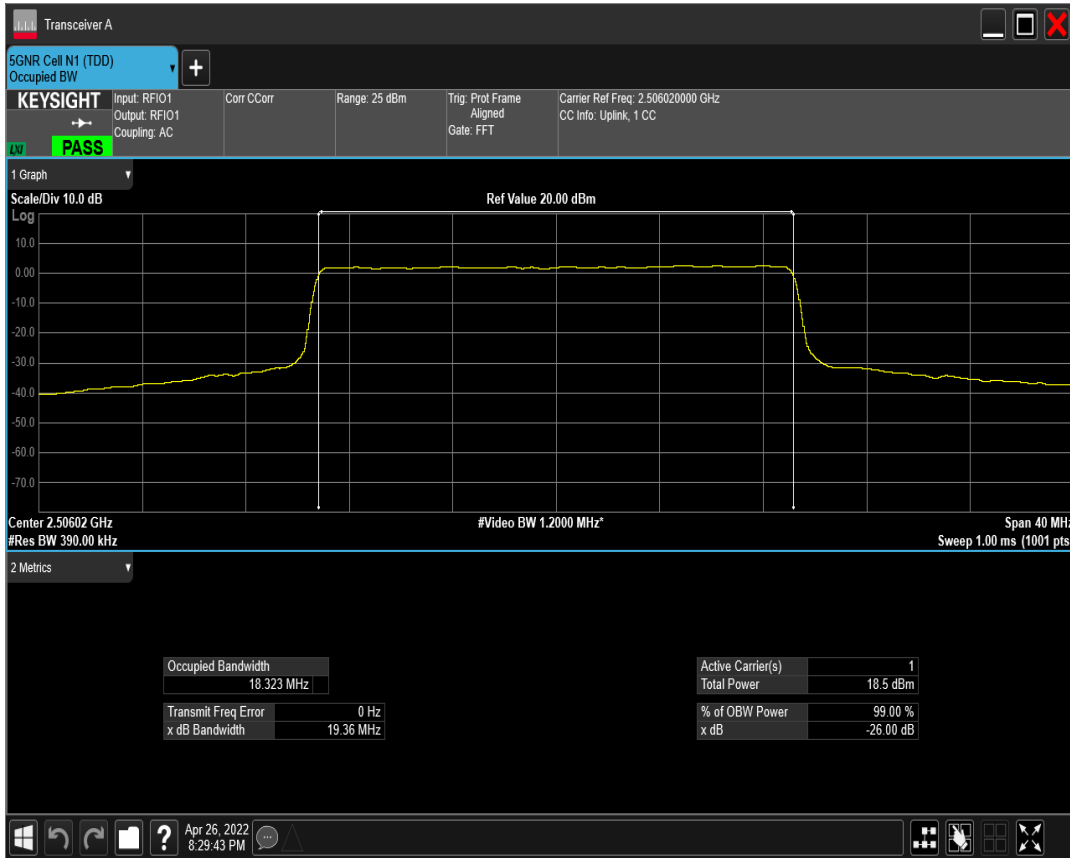 Transceiver A
5GNR Cell N1 (TDD)
Occupied BW
+
KEYSIGHT
LXI
PASS
Input: RFIO1
Output: RFIO1
Coupling: AC
Corr CCorr
Range: 25 dBm
Trig: Prot Frame
Aligned
Gate: FFT
Carrier Ref Freq: 2.506020000 GHz
CC Info: Uplink, 1 CC
1 Graph
Scale/Div 10.0 dB
Ref Value 20.00 dBm
Log
10.0
0.00
-10.0
-20.0
-30.0
-40.0
-50.0
-60.0
-70.0
Center 2.50602 GHz
#Video BW 1.2000 MHz*
Span 40 MHz
#Res BW 390.00 kHz
Sweep 1.00 ms (1001 pts
2 Metrics
Occupied Bandwidth
18.323 MHz
Transmit Freq Error 0 Hz
x dB Bandwidth 19.36 MHz
Active Carrier(s) 1
Total Power 18.5 dBm
% of OBW Power 99.00 %
x dB -26.00 dB
?
Apr 26, 2022
8:29:43 PM